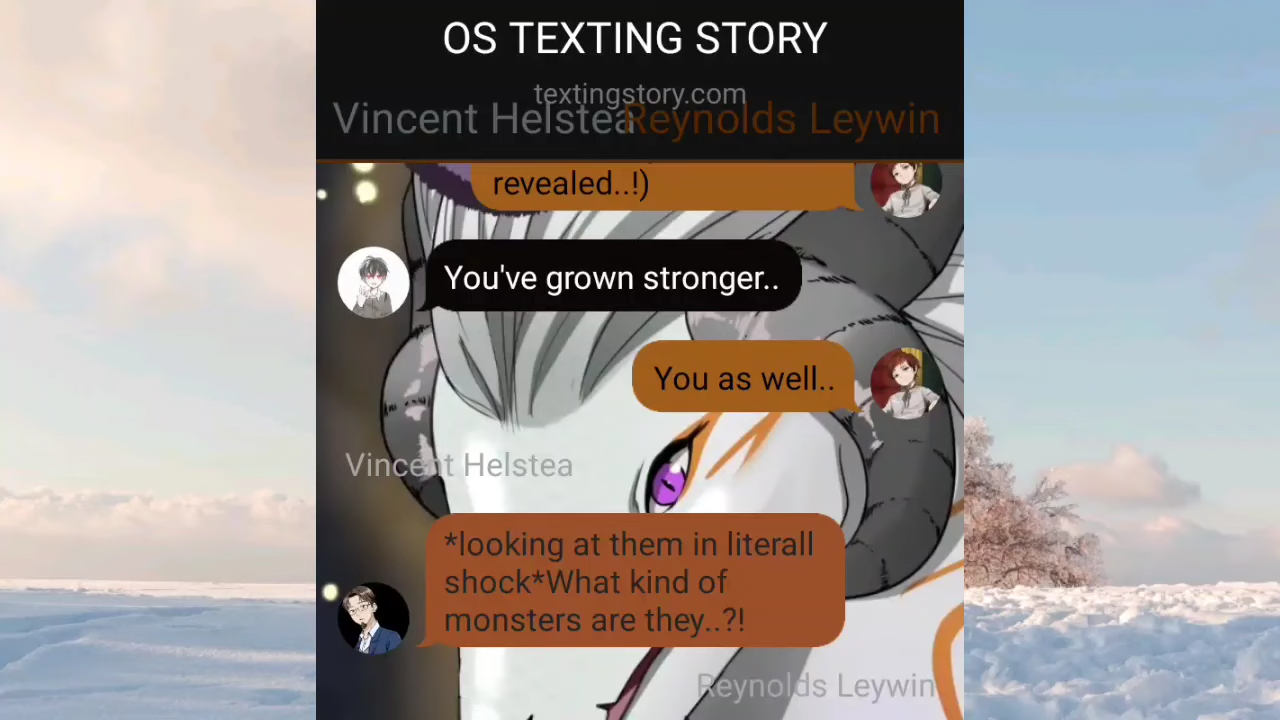 OS TEXTING STORY
textingstory.com
Vincent Helstea
Reynolds Leywin
revealed..!)
You've grown stronger..
You as well..
Vincent Helstea
*looking at them in literall
shock*What kind of
monsters are they..?!
Reynolds Leywin